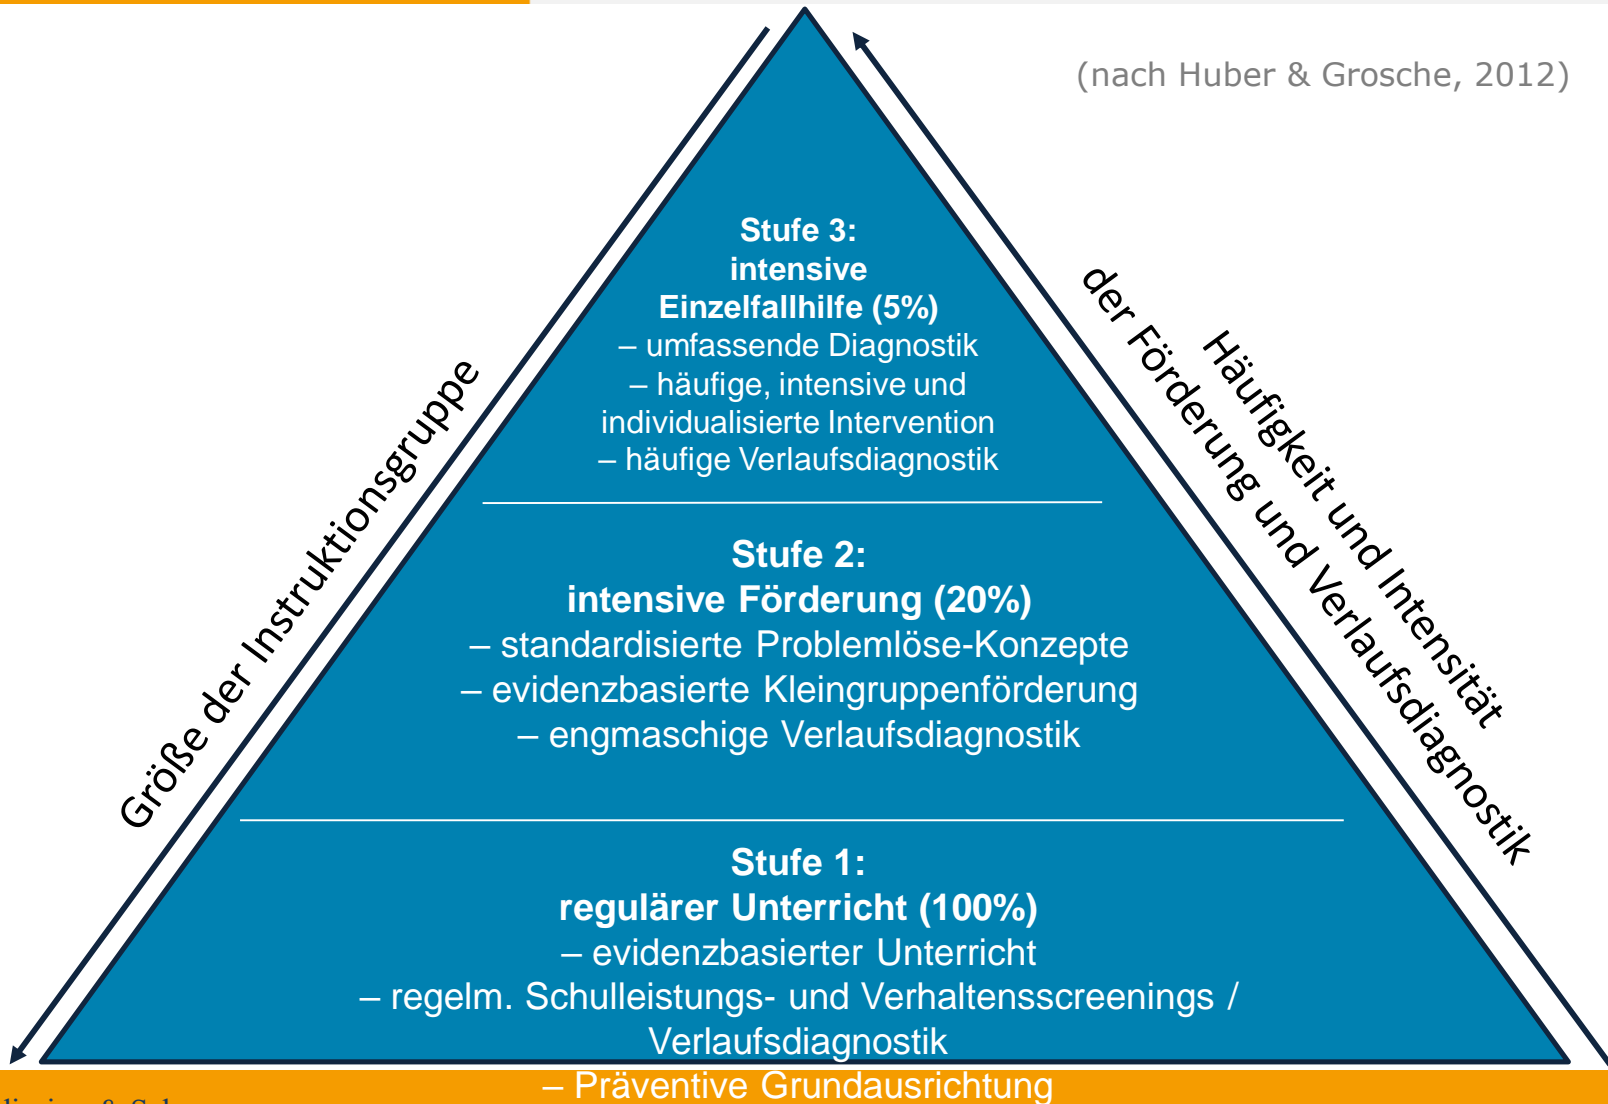 (nach Huber & Grosche, 2012)
Stufe 3:
intensive
Einzelfallhilfe (5%)
– umfassende Diagnostik
– häufige, intensive und
individualisierte Intervention
– häufige Verlaufsdiagnostik
Größe der Instruktionsgruppe
Häufigkeit und Intensität
der Förderung und Verlaufsdiagnostik
Stufe 2:
intensive Förderung (20%)
– standardisierte Problemlöse-Konzepte
– evidenzbasierte Kleingruppenförderung
– engmaschige Verlaufsdiagnostik
Stufe 1:
regulärer Unterricht (100%)
– evidenzbasierter Unterricht
– regelm. Schulleistungs- und Verhaltensscreenings /
Verlaufsdiagnostik
– Präventive Grundausrichtung